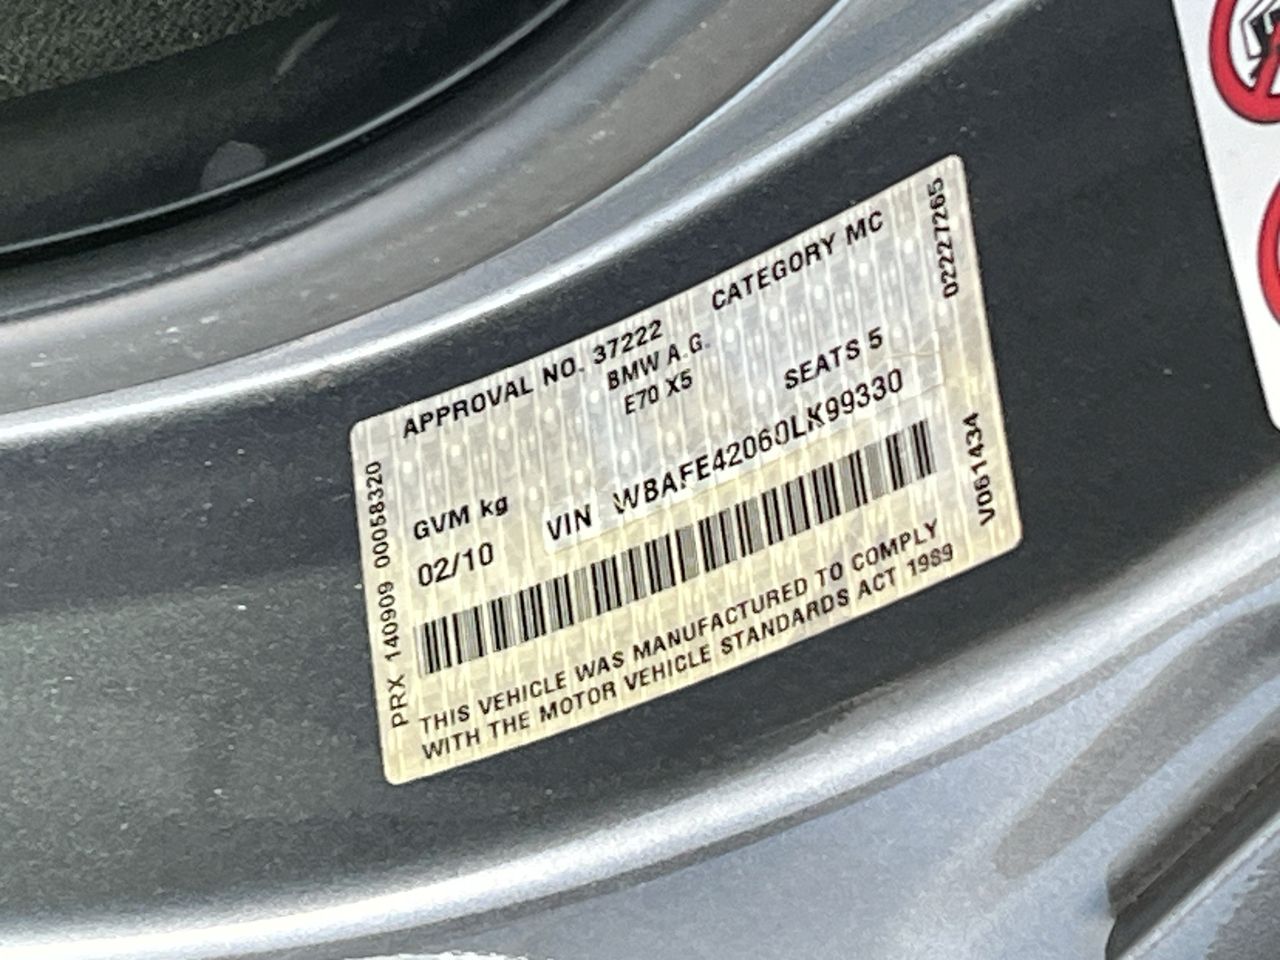 APPROVAL NO. 37222 CATEGORY MC
BMW A.G.
E70 X5
SEATS 5
GVM kg
02/10
VIN WBAFE42060LK99330
THIS VEHICLE WAS MANUFACTURED TO COMPLY
WITH THE MOTOR VEHICLE STANDARDS ACT 1989
PRX 140909 00058320
02227265
V061434